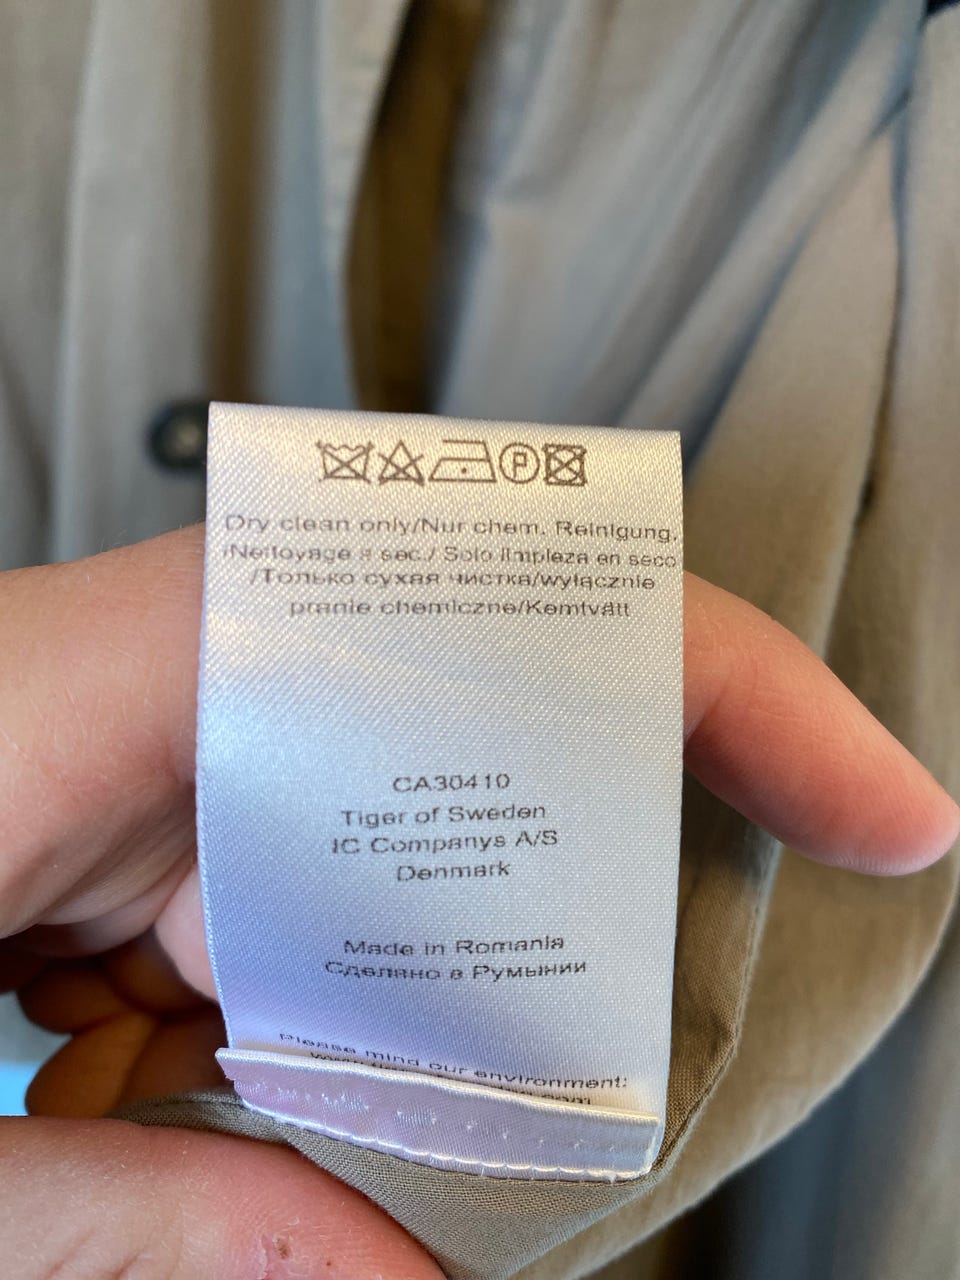 P
Dry clean only/Nur chem. Reinigung.
/Nettoyage a sec./ Solo limpieza en seco
/Только сухая чистка/wyłącznie
pranie chemiczne/Kemtvätt
CA30410
Tiger of Sweden
IC Companys A/S
Denmark
Made in Romania
Сделано в Румынии
Please mind our environment: